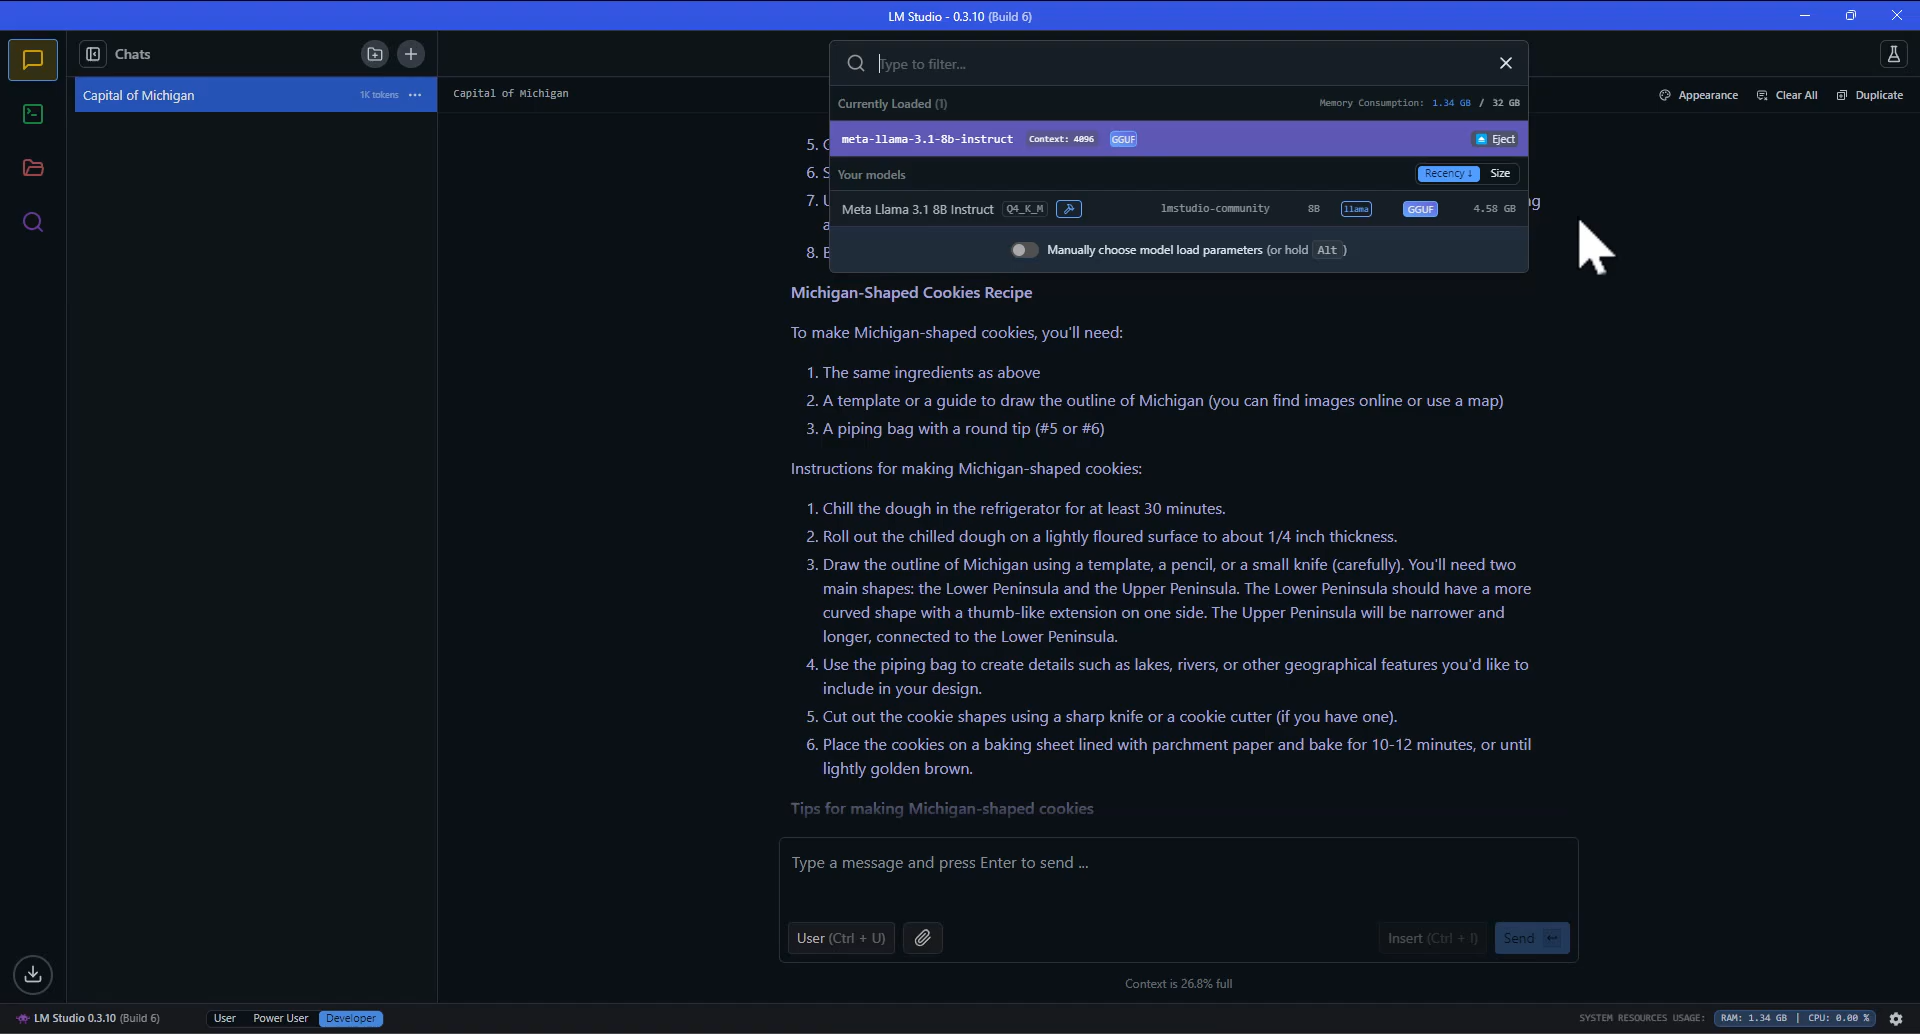 LM Studio - 0.3.10 (Build 6)
Chats
Type to filter...
Capital of Michigan 1K tokens ...
Capital of Michigan
Appearance Clear All Duplicate
Currently Loaded (1) Memory Consumption: 1.34 GB / 32 GB
meta-llama-3.1-8b-instruct Context: 4096 GGUF Eject
Your models Recency ↓ Size
Meta Llama 3.1 8B Instruct Q4_K_M lmstudio-community 8B llama GGUF 4.58 GB
Manually choose model load parameters (or hold Alt )
5.
6. S
7. U
8.
Michigan-Shaped Cookies Recipe
To make Michigan-shaped cookies, you'll need:
1. The same ingredients as above
2. A template or a guide to draw the outline of Michigan (you can find images online or use a map)
3. A piping bag with a round tip (#5 or #6)
Instructions for making Michigan-shaped cookies:
1. Chill the dough in the refrigerator for at least 30 minutes.
2. Roll out the chilled dough on a lightly floured surface to about 1/4 inch thickness.
3. Draw the outline of Michigan using a template, a pencil, or a small knife (carefully). You'll need two
main shapes: the Lower Peninsula and the Upper Peninsula. The Lower Peninsula should have a more
curved shape with a thumb-like extension on one side. The Upper Peninsula will be narrower and
longer, connected to the Lower Peninsula.
4. Use the piping bag to create details such as lakes, rivers, or other geographical features you'd like to
include in your design.
5. Cut out the cookie shapes using a sharp knife or a cookie cutter (if you have one).
6. Place the cookies on a baking sheet lined with parchment paper and bake for 10-12 minutes, or until
lightly golden brown.
Tips for making Michigan-shaped cookies
Type a message and press Enter to send ...
User (Ctrl + U) Insert (Ctrl + I) Send
Context is 26.8% full
LM Studio 0.3.10 (Build 6) User Power User Developer SYSTEM RESOURCES USAGE: RAM: 1.34 GB | CPU: 0.00 %